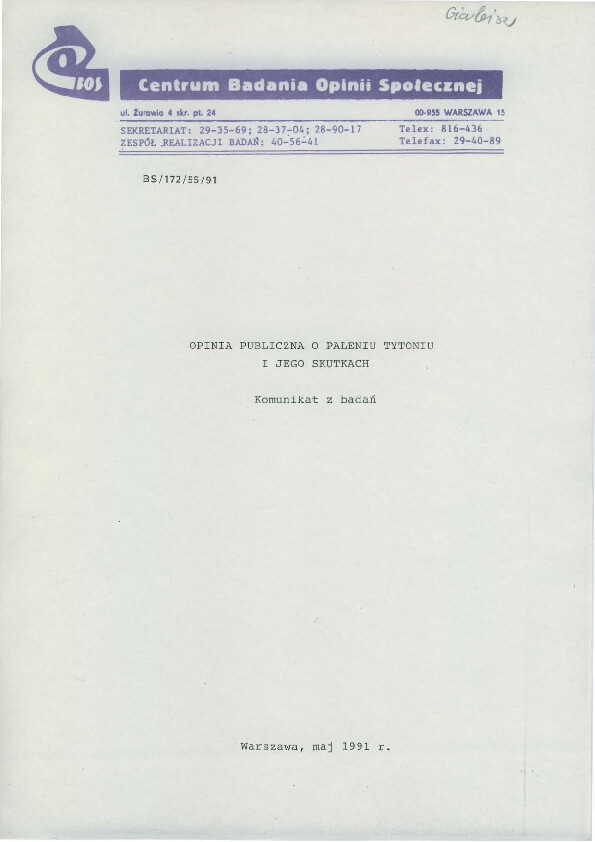 BOS
Centrum Badania Opinii Społecznej
ul. Żurawia 4 skr. pt. 24 00-955 WARSZAWA 15
SEKRETARIAT: 29-35-69; 28-37-04; 28-90-17 Telex: 816-436
ZESPÓŁ REALIZACJI BADAŃ: 40-56-41 Telefax: 29-40-89
BS/172/55/91
OPINIA PUBLICZNA O PALENIU TYTONIU
I JEGO SKUTKACH
Komunikat z badań
Warszawa, maj 1991 r.